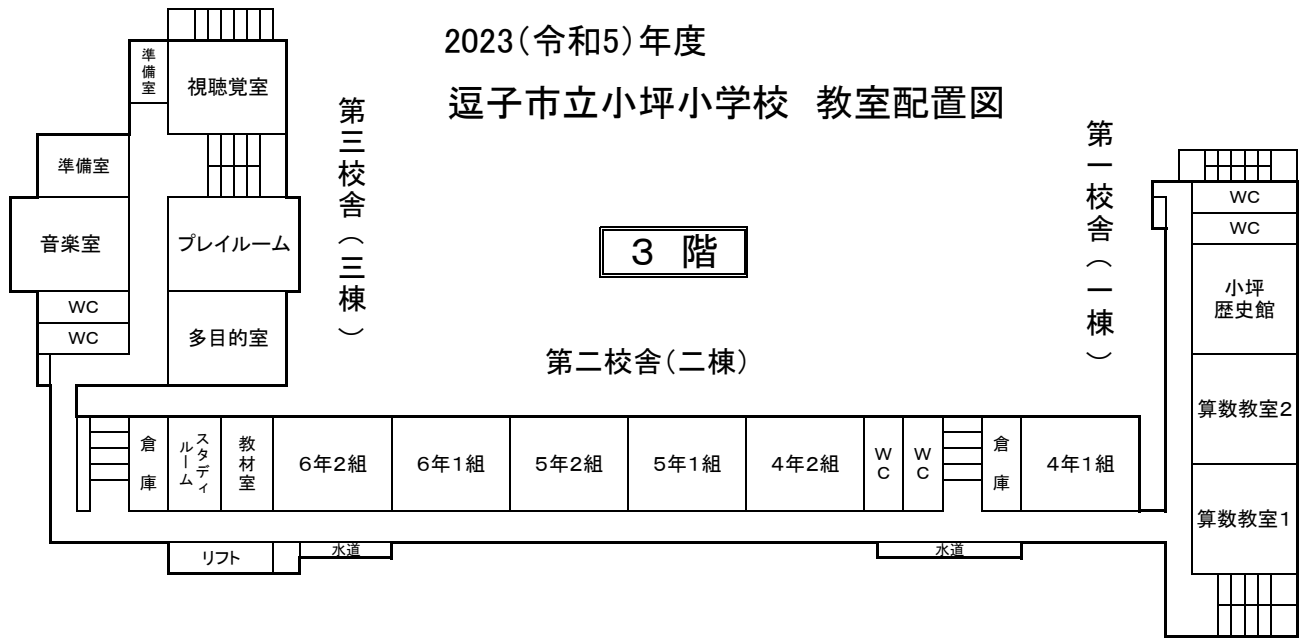 2023(令和5)年度
逗子市立小坪小学校 教室配置図
3 階
第三校舎(三棟)
第二校舎(二棟)
第一校舎(一棟)
準備室
視聴覚室
準備室
音楽室
プレイルーム
WC
WC
多目的室
倉庫
スタディルーム
教材室
6年2組
6年1組
5年2組
5年1組
4年2組
WC
WC
倉庫
4年1組
リフト
水道
水道
WC
WC
小坪
歴史館
算数教室2
算数教室1